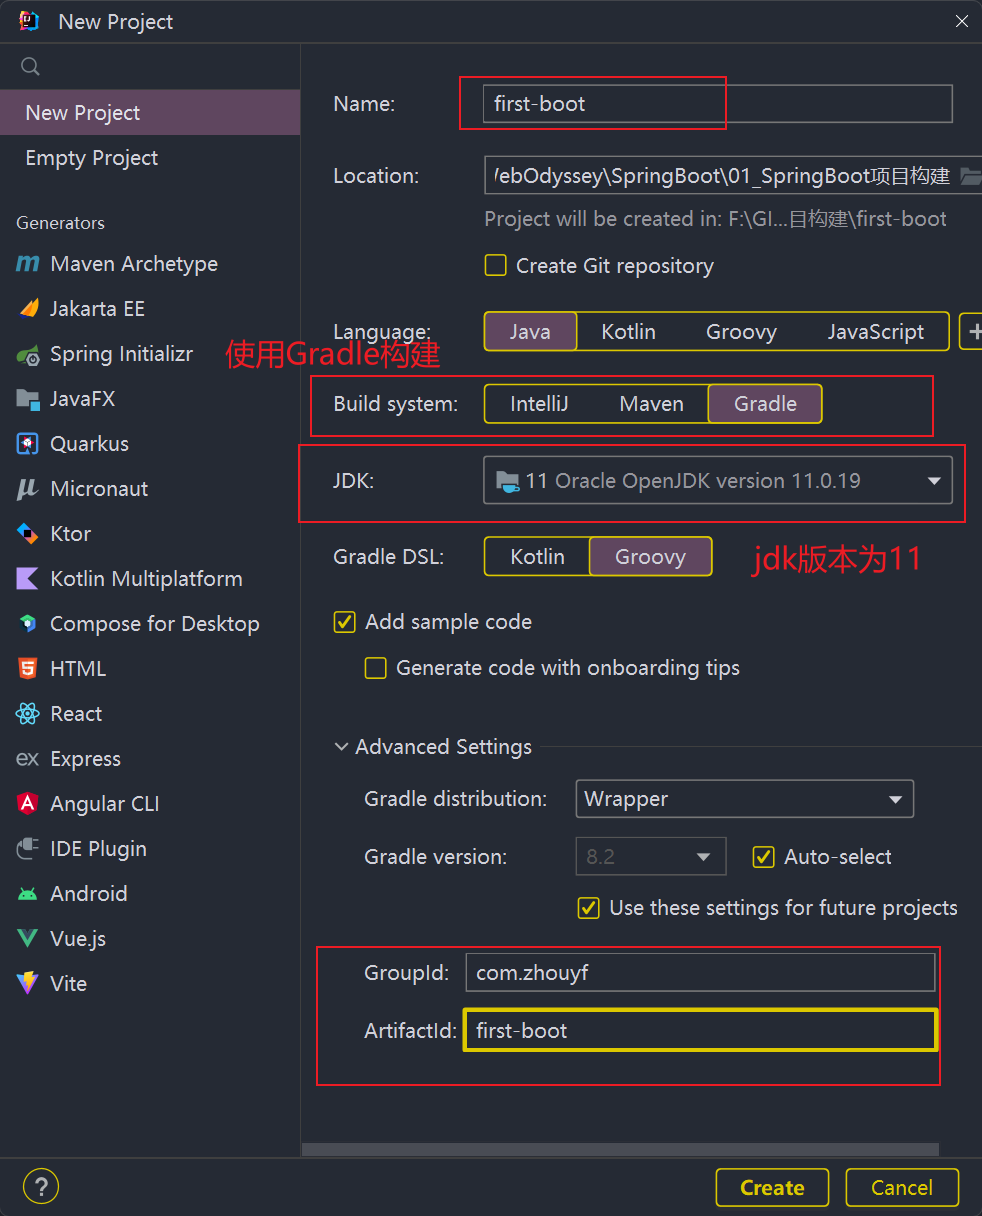 New Project
New Project
Empty Project
Generators
Maven Archetype
Jakarta EE
Spring Initializr
JavaFX
Quarkus
Micronaut
Ktor
Kotlin Multiplatform
Compose for Desktop
HTML
React
ex Express
Angular CLI
IDE Plugin
Android
Vue.js
Vite
Name: first-boot
Location: /ebOdyssey\SpringBoot\01_SpringBoot项目构建
Project will be created in: F:\GI...目构建\first-boot
Create Git repository
Language: Java Kotlin Groovy JavaScript +
使用Gradle构建
Build system: IntelliJ Maven Gradle
JDK: 11 Oracle OpenJDK version 11.0.19
Gradle DSL: Kotlin Groovy
jdk版本为11
Add sample code
Generate code with onboarding tips
Advanced Settings
Gradle distribution: Wrapper
Gradle version: 8.2 Auto-select
Use these settings for future projects
GroupId: com.zhouyf
ArtifactId: first-boot
? Create Cancel